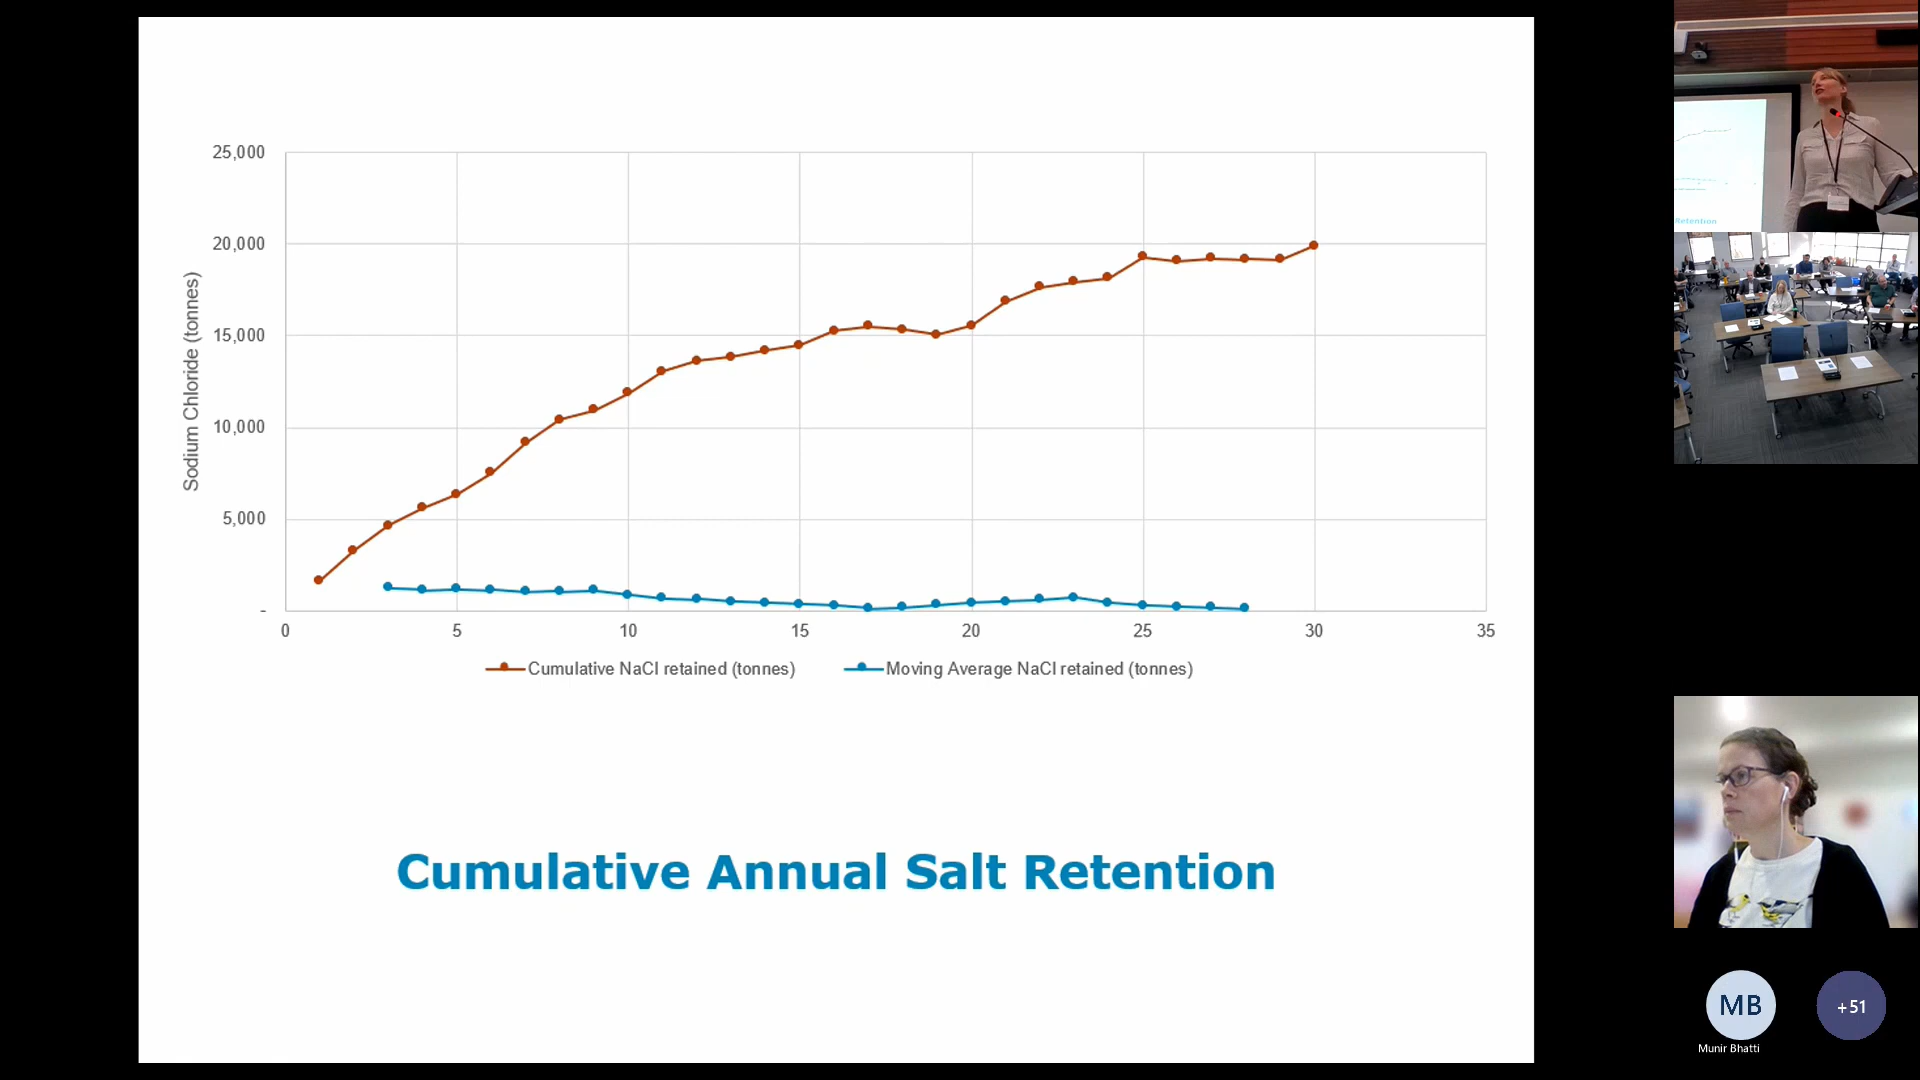 25,000
20,000
15,000
10,000
5,000
-
Sodium Chloride (tonnes)
0 5 10 15 20 25 30 35
Cumulative NaCl retained (tonnes) Moving Average NaCl retained (tonnes)
Cumulative Annual Salt Retention
Retention
MB
+51
Munir Bhatti